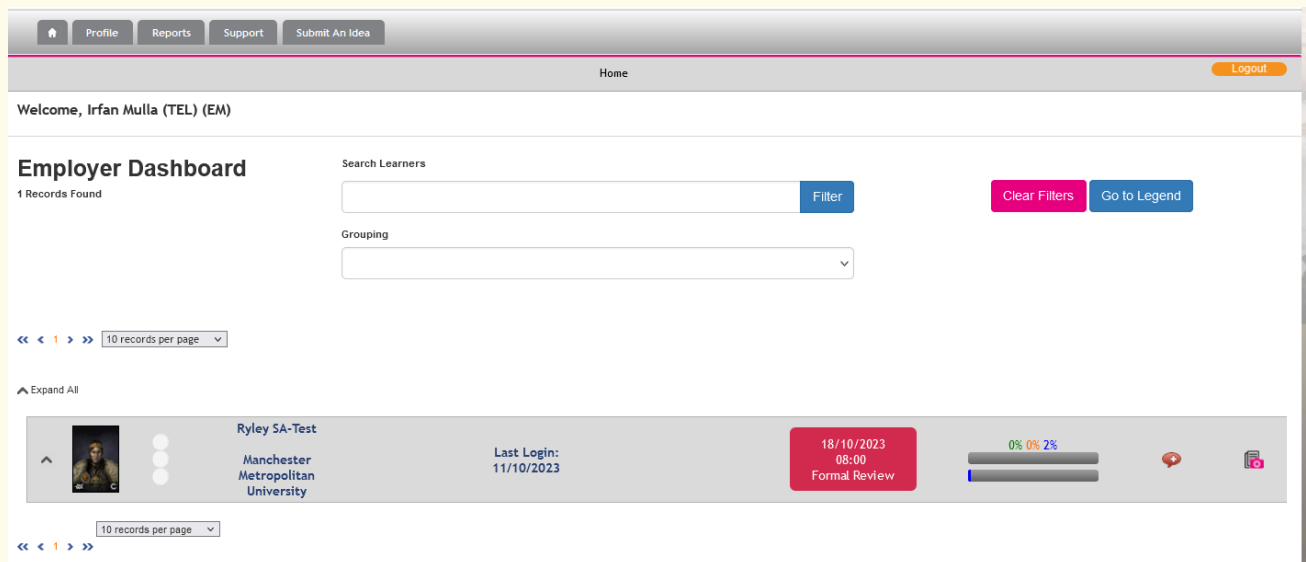 Profile Reports Support Submit An Idea
Home
Logout
Welcome, Irfan Mulla (TEL) (EM)
Employer Dashboard
1 Records Found
Search Learners
Filter
Clear Filters Go to Legend
Grouping
« < 1 > » 10 records per page
Expand All
Ryley SA-Test
Manchester
Metropolitan
University
Last Login:
11/10/2023
18/10/2023
08:00
Formal Review
0% 0% 2%
10 records per page
« < 1 > »